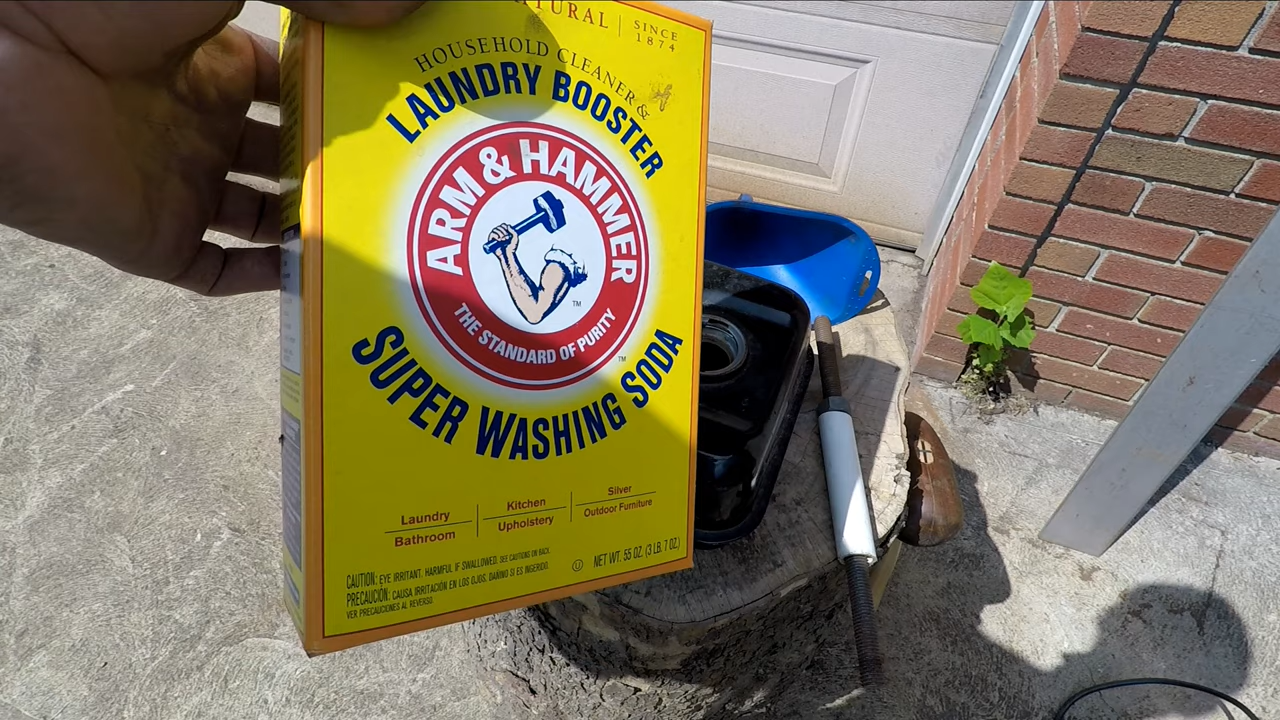 SINCE
1874
HOUSEHOLD CLEANER &
LAUNDRY BOOSTER
ARM & HAMMER
TM
THE STANDARD OF PURITY
TM
SUPER WASHING SODA
Laundry
Bathroom
Kitchen
Upholstery
Silver
Outdoor Furniture
CAUTION: EYE IRRITANT. HARMFUL IF SWALLOWED. SEE CAUTIONS ON BACK.
PRECAUCIÓN: CAUSA IRRITACIÓN EN LOS OJOS. DAÑINO SI ES INGERIDO.
VER PRECAUCIONES AL REVERSO.
U NET WT. 55 OZ. (3 LB. 7 OZ.)